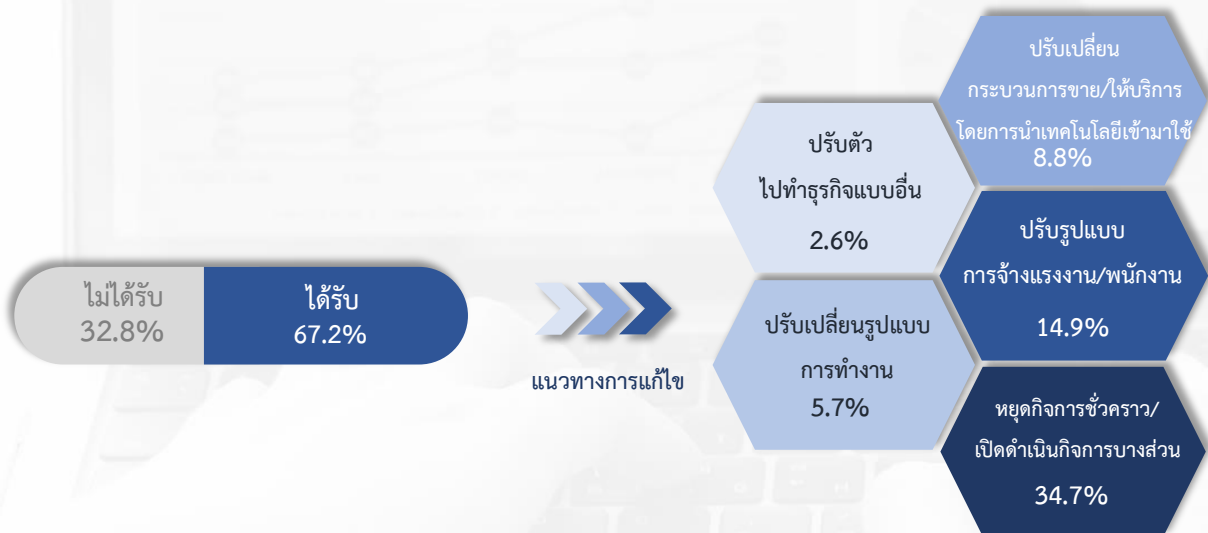 ไม่ได้รับ
32.8%
ได้รับ
67.2%
แนวทางการแก้ไข
ปรับตัว
ไปทำธุรกิจแบบอื่น
2.6%
ปรับเปลี่ยนรูปแบบ
การทำงาน
5.7%
ปรับเปลี่ยน
กระบวนการขาย/ให้บริการ
โดยการนำเทคโนโลยีเข้ามาใช้
8.8%
ปรับรูปแบบ
การจ้างแรงงาน/พนักงาน
14.9%
หยุดกิจการชั่วคราว/
เปิดดำเนินกิจการบางส่วน
34.7%